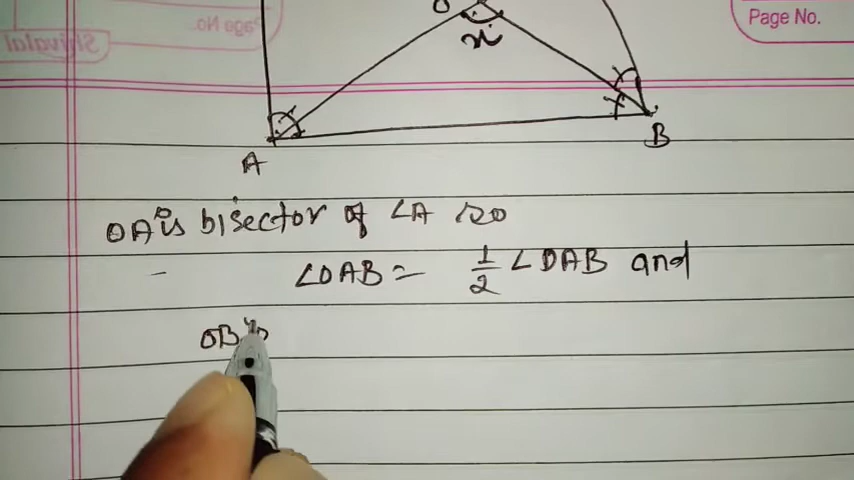 Page No.
O
x
A
B
OA is bisector of ∠A so
∠OAB = 1/2 ∠DAB and
OB is